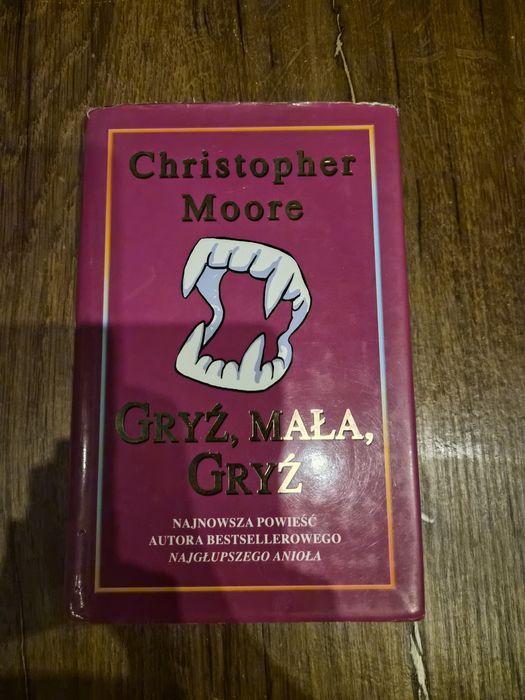 Christopher
Moore
GRYŹ, MAŁA,
GRYŹ
NAJNOWSZA POWIEŚĆ
AUTORA BESTSELLEROWEGO
NAJGŁUPSZEGO ANIOŁA